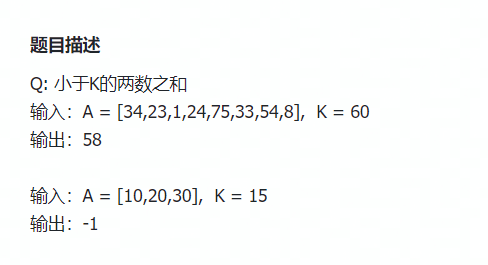 题目描述
Q: 小于K的两数之和
输入：A = [34,23,1,24,75,33,54,8],  K = 60
输出：58
输入：A = [10,20,30],  K = 15
输出：-1